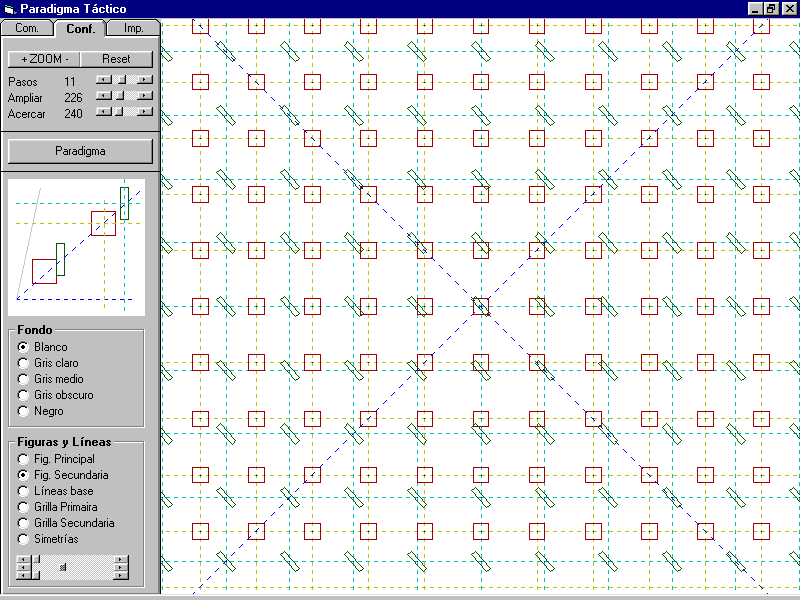 Paradigma Táctico
Com. Conf. Imp.
+ ZOOM - Reset
Pasos 11
Ampliar 226
Acercar 240
Paradigma
Fondo
Blanco
Gris claro
Gris medio
Gris obscuro
Negro
Figuras y Líneas
Fig. Principal
Fig. Secundaria
Líneas base
Grilla Primaira
Grilla Secundaria
Simetrías